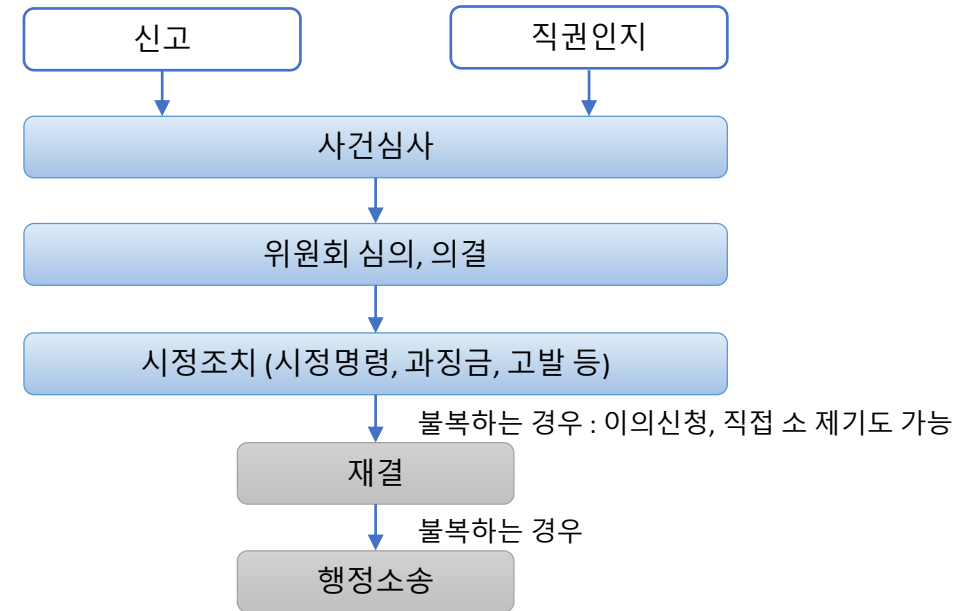 신고
직권인지
사건심사
위원회 심의, 의결
시정조치 (시정명령, 과징금, 고발 등)
불복하는 경우 : 이의신청, 직접 소 제기도 가능
재결
불복하는 경우
행정소송